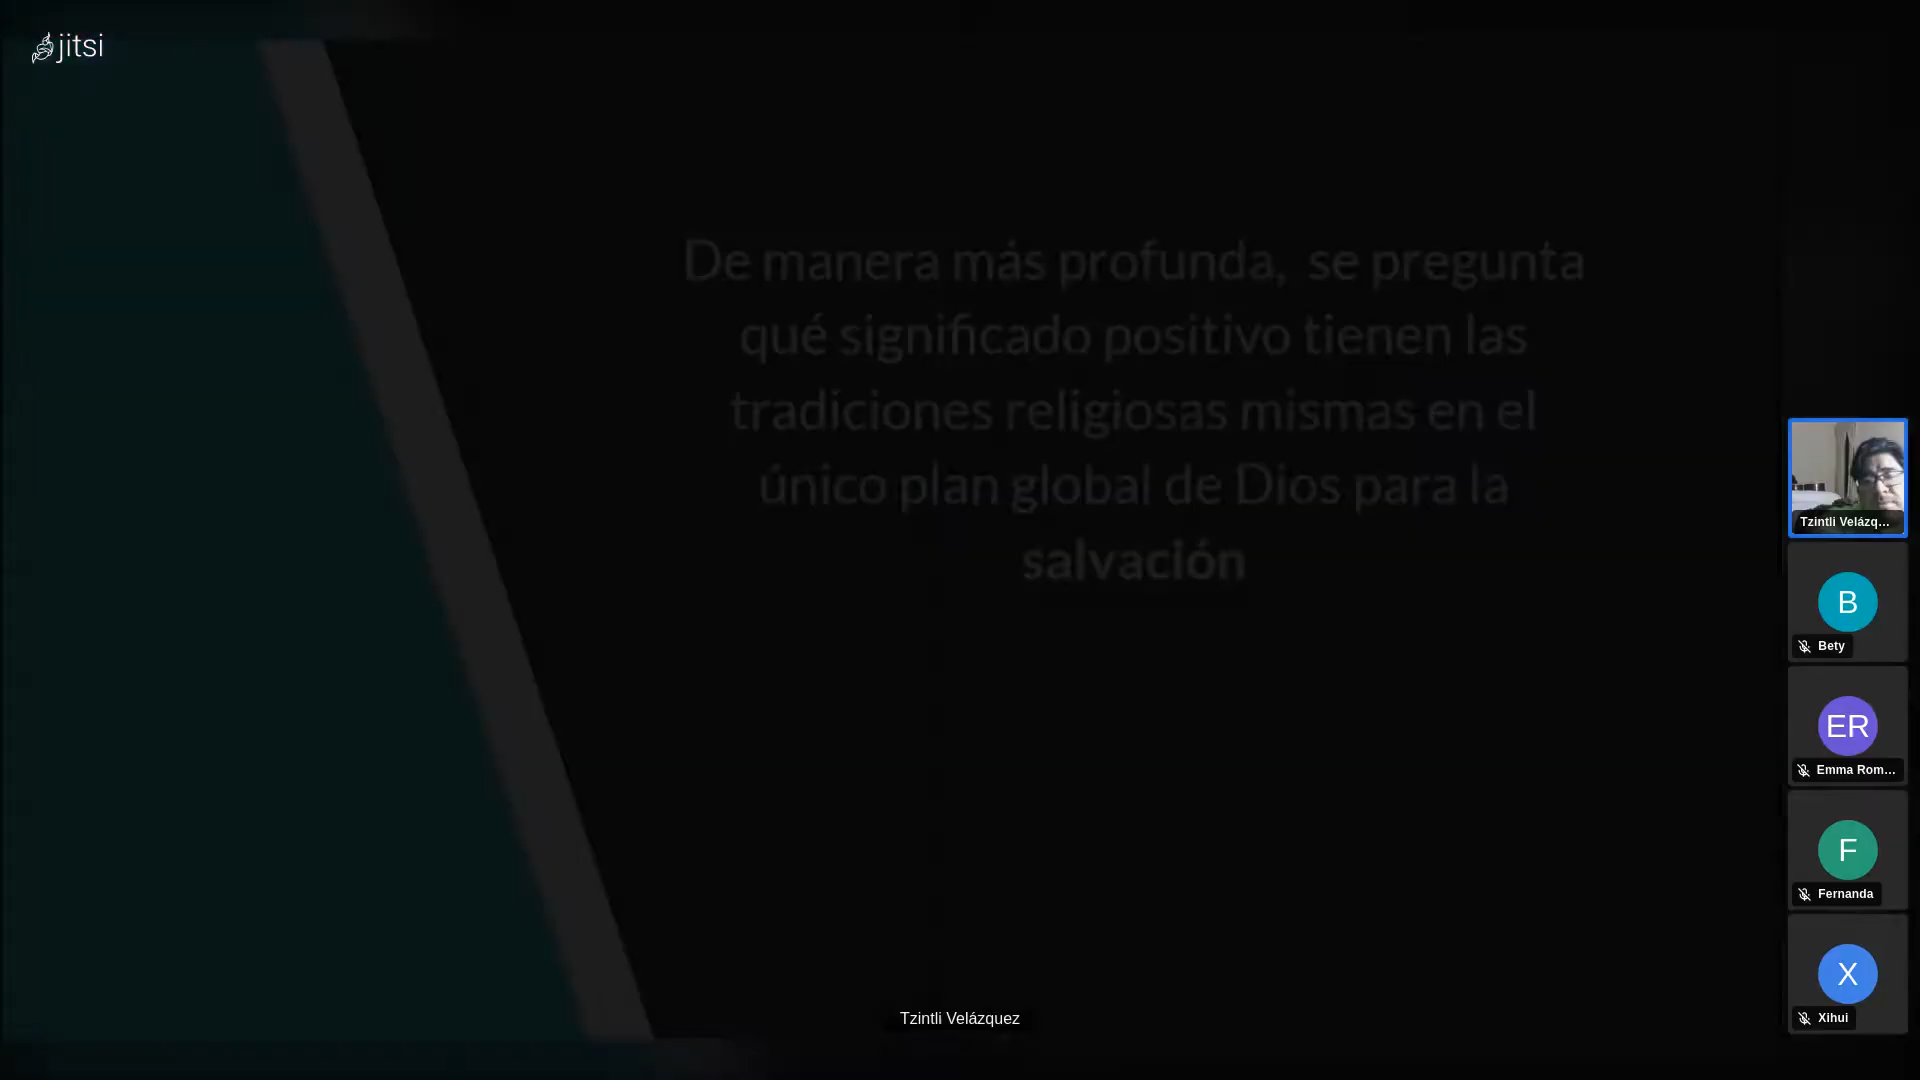 jitsi
De manera más profunda,  se pregunta
qué significado positivo tienen las
tradiciones religiosas mismas en el
único plan global de Dios para la
salvación
Tzintli Velázq...
B
Bety
ER
Emma Rom...
F
Fernanda
X
Xihui
Tzintli Velázquez